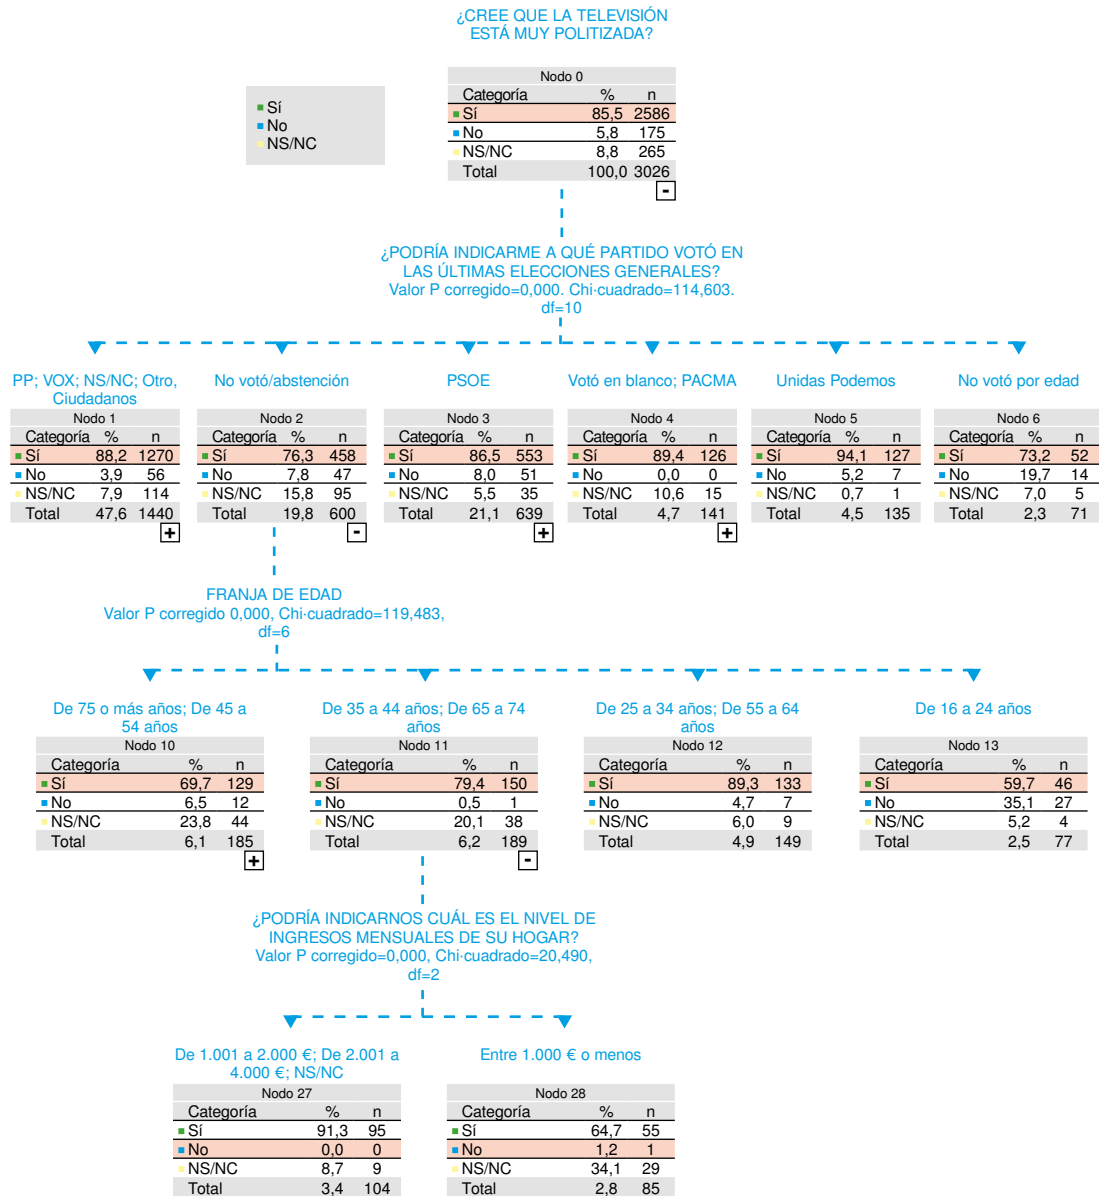 ¿CREE QUE LA TELEVISIÓN
ESTÁ MUY POLITIZADA?
Sí
No
NS/NC
Nodo 0
Categoría % n
Sí 85,5 2586
No 5,8 175
NS/NC 8,8 265
Total 100,0 3026
-
¿PODRÍA INDICARME A QUÉ PARTIDO VOTÓ EN
LAS ÚLTIMAS ELECCIONES GENERALES?
Valor P corregido=0,000. Chi-cuadrado=114,603.
df=10
PP; VOX; NS/NC; Otro,
Ciudadanos
Nodo 1
Categoría % n
Sí 88,2 1270
No 3,9 56
NS/NC 7,9 114
Total 47,6 1440
+
No votó/abstención
Nodo 2
Categoría % n
Sí 76,3 458
No 7,8 47
NS/NC 15,8 95
Total 19,8 600
-
PSOE
Nodo 3
Categoría % n
Sí 86,5 553
No 8,0 51
NS/NC 5,5 35
Total 21,1 639
+
Votó en blanco; PACMA
Nodo 4
Categoría % n
Sí 89,4 126
No 0,0 0
NS/NC 10,6 15
Total 4,7 141
+
Unidas Podemos
Nodo 5
Categoría % n
Sí 94,1 127
No 5,2 7
NS/NC 0,7 1
Total 4,5 135
No votó por edad
Nodo 6
Categoría % n
Sí 73,2 52
No 19,7 14
NS/NC 7,0 5
Total 2,3 71
FRANJA DE EDAD
Valor P corregido 0,000, Chi-cuadrado=119,483,
df=6
De 75 o más años; De 45 a
54 años
Nodo 10
Categoría % n
Sí 69,7 129
No 6,5 12
NS/NC 23,8 44
Total 6,1 185
+
De 35 a 44 años; De 65 a 74
años
Nodo 11
Categoría % n
Sí 79,4 150
No 0,5 1
NS/NC 20,1 38
Total 6,2 189
-
De 25 a 34 años; De 55 a 64
años
Nodo 12
Categoría % n
Sí 89,3 133
No 4,7 7
NS/NC 6,0 9
Total 4,9 149
De 16 a 24 años
Nodo 13
Categoría % n
Sí 59,7 46
No 35,1 27
NS/NC 5,2 4
Total 2,5 77
¿PODRÍA INDICARNOS CUÁL ES EL NIVEL DE
INGRESOS MENSUALES DE SU HOGAR?
Valor P corregido=0,000, Chi-cuadrado=20,490,
df=2
De 1.001 a 2.000 €; De 2.001 a
4.000 €; NS/NC
Nodo 27
Categoría % n
Sí 91,3 95
No 0,0 0
NS/NC 8,7 9
Total 3,4 104
Entre 1.000 € o menos
Nodo 28
Categoría % n
Sí 64,7 55
No 1,2 1
NS/NC 34,1 29
Total 2,8 85